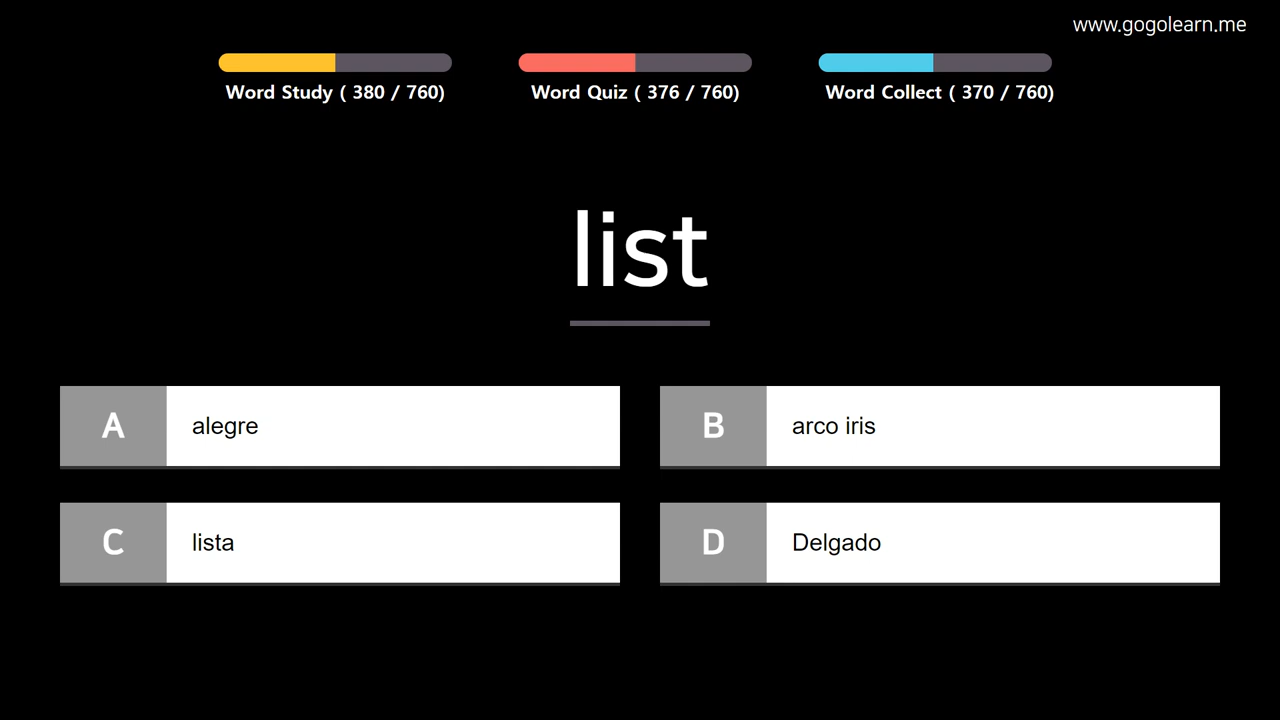 www.gogolearn.me
Word Study ( 380 / 760)
Word Quiz ( 376 / 760)
Word Collect ( 370 / 760)
list
A
alegre
B
arco iris
C
lista
D
Delgado